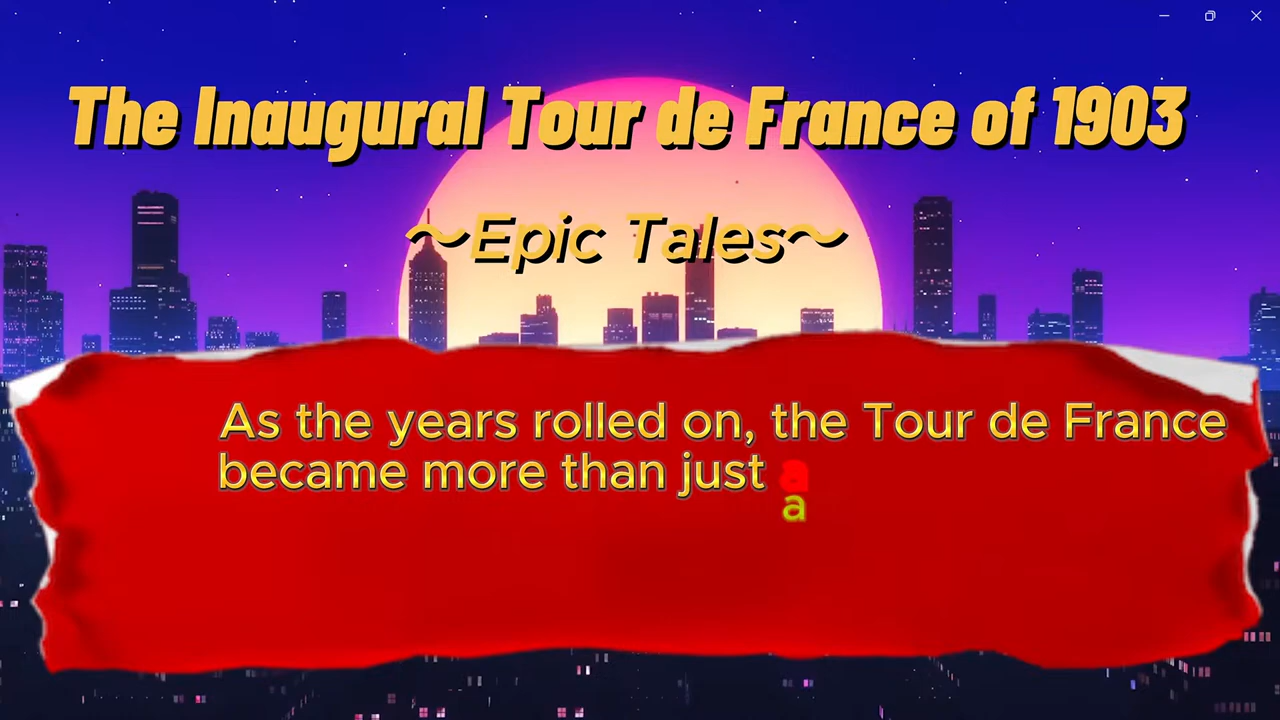 The Inaugural Tour de France of 1903
~Epic Tales~
As the years rolled on, the Tour de France
became more than just a
a